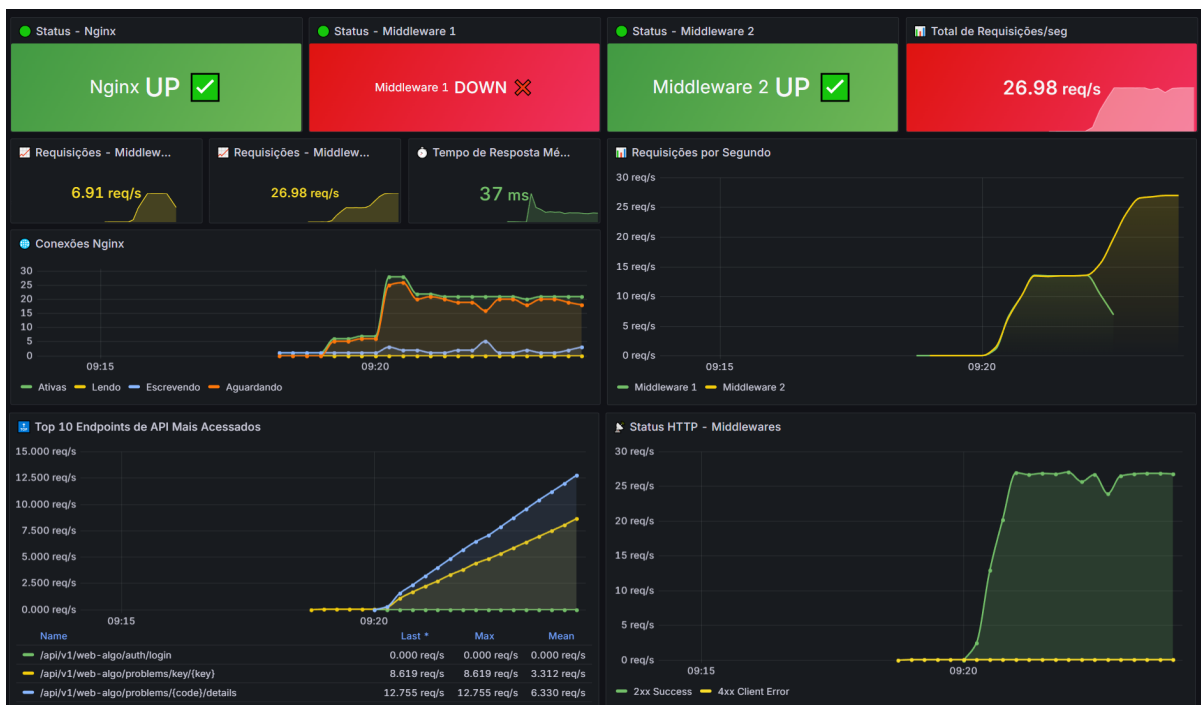 Status - Nginx
Nginx UP ✅
Status - Middleware 1
Middleware 1 DOWN ❌
Status - Middleware 2
Middleware 2 UP ✅
Total de Requisições/seg
26.98 req/s
Requisições - Middlew...
6.91 req/s
Requisições - Middlew...
26.98 req/s
Tempo de Resposta Mé...
37 ms
Requisições por Segundo
30 req/s
25 req/s
20 req/s
15 req/s
10 req/s
5 req/s
0 req/s
09:15 09:20
Middleware 1 Middleware 2
Conexões Nginx
30
25
20
15
10
5
0
09:15 09:20
Ativas Lendo Escrevendo Aguardando
Top 10 Endpoints de API Mais Acessados
15.000 req/s
12.500 req/s
10.000 req/s
7.500 req/s
5.000 req/s
2.500 req/s
0.000 req/s
09:15 09:20
Name Last * Max Mean
/api/v1/web-algo/auth/login 0.000 req/s 0.000 req/s 0.000 req/s
/api/v1/web-algo/problems/key/{key} 8.619 req/s 8.619 req/s 3.312 req/s
/api/v1/web-algo/problems/{code}/details 12.755 req/s 12.755 req/s 6.330 req/s
Status HTTP - Middlewares
30 req/s
25 req/s
20 req/s
15 req/s
10 req/s
5 req/s
0 req/s
09:15 09:20
2xx Success 4xx Client Error